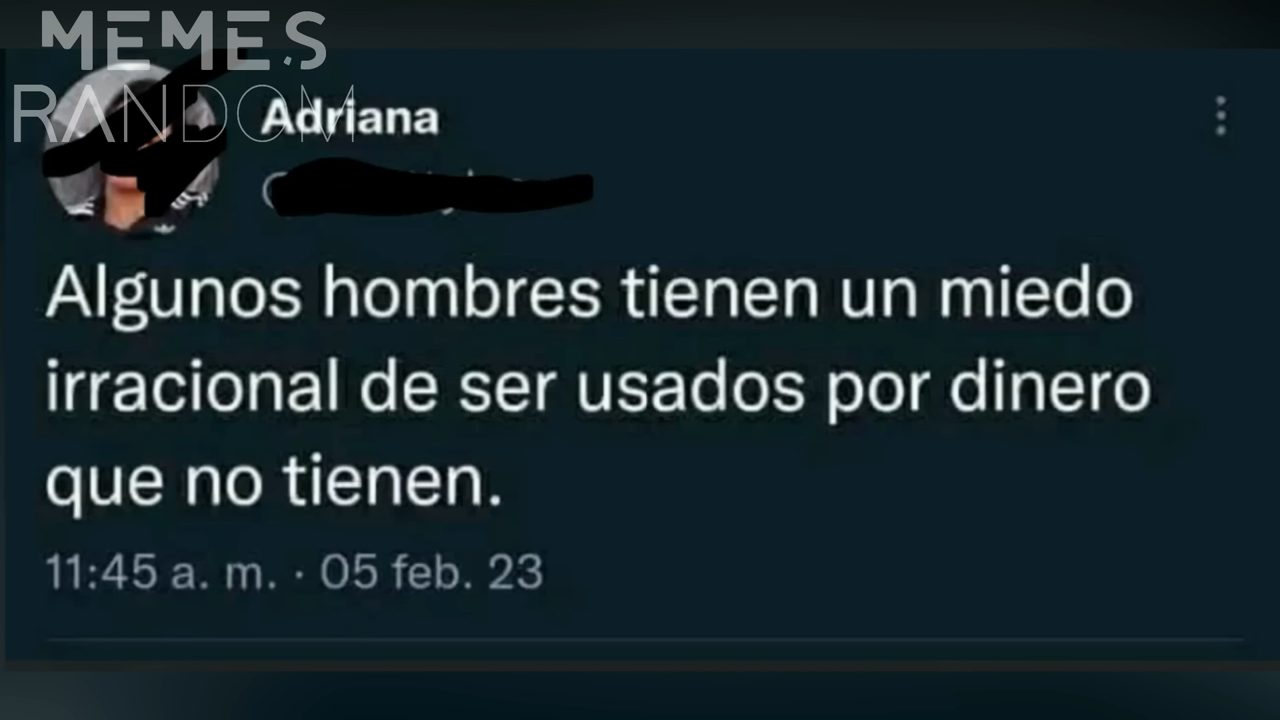 MEMES
RANDOM
Adriana
Algunos hombres tienen un miedo
irracional de ser usados por dinero
que no tienen.
11:45 a. m. · 05 feb. 23